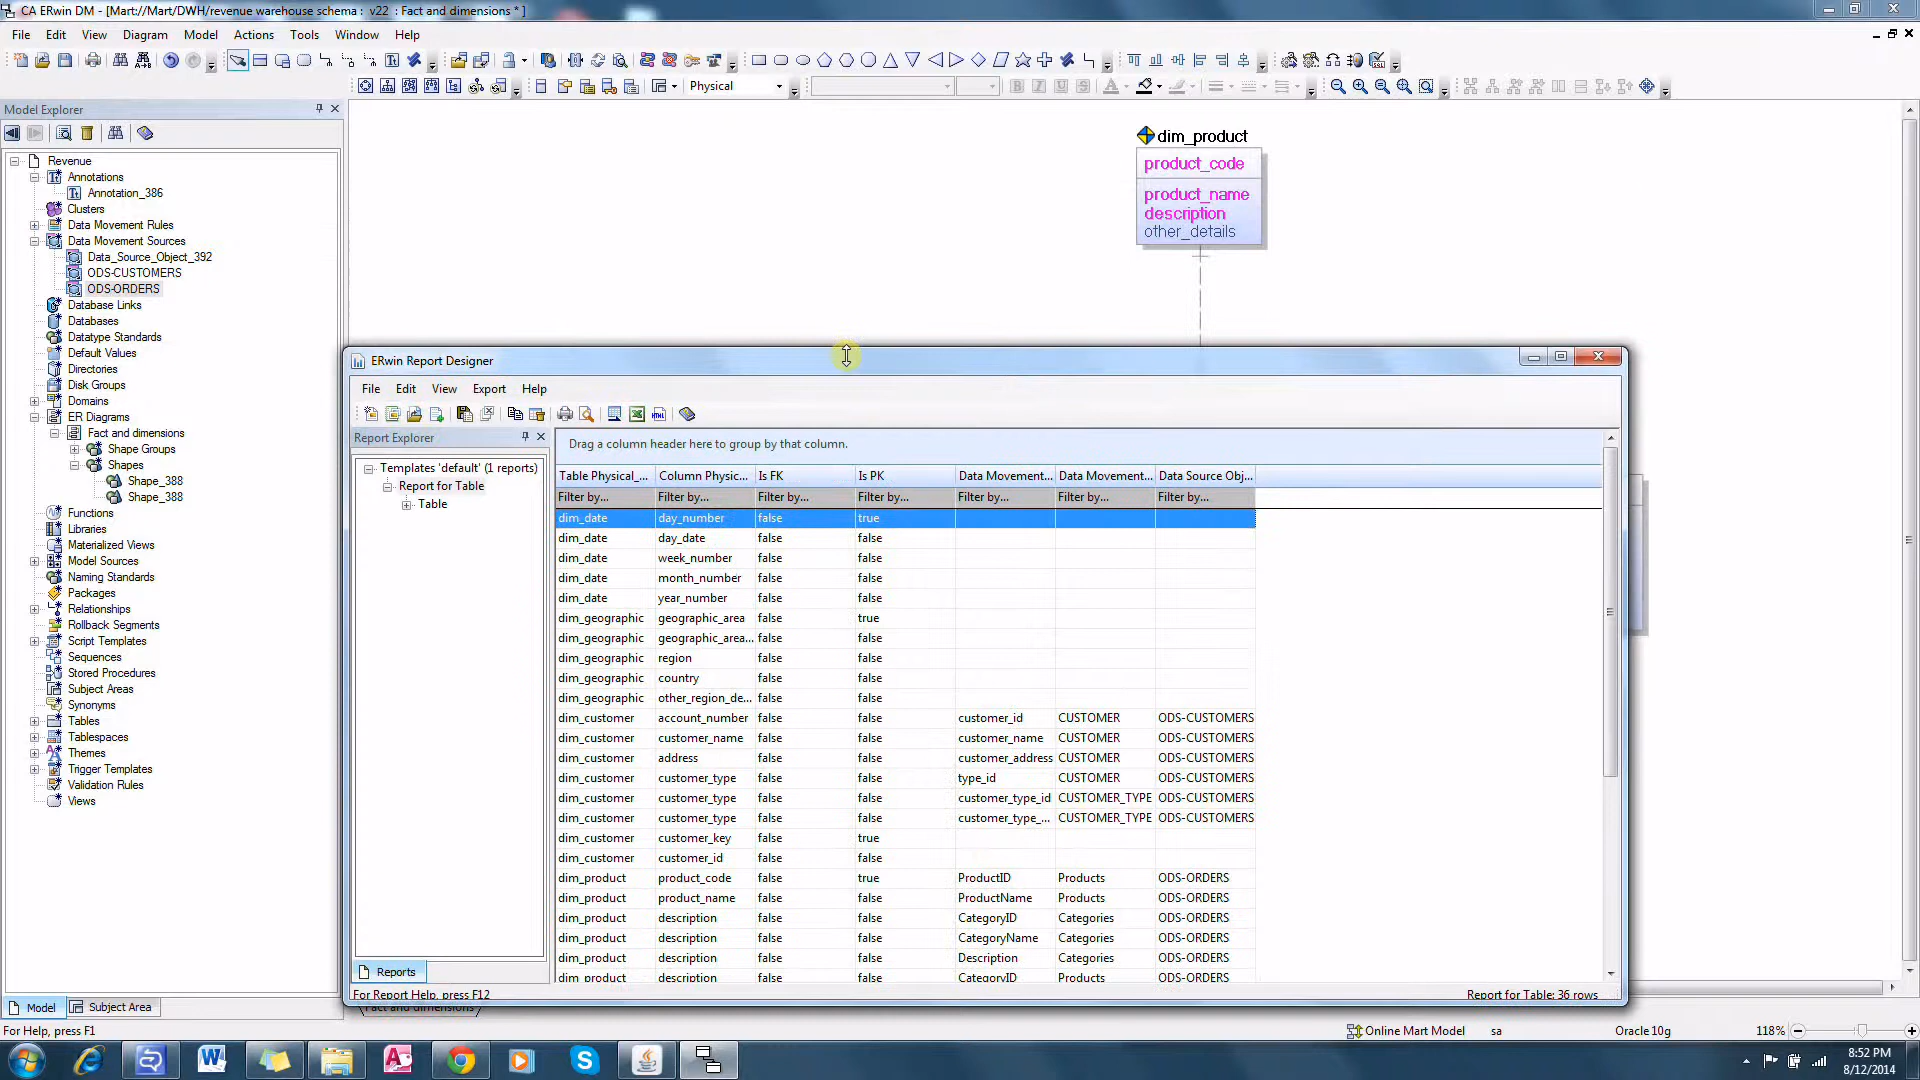 CA ERwin DM - [Mart://Mart/DWH/revenue warehouse schema : v22 : Fact and dimensions * ]
File Edit View Diagram Model Actions Tools Window Help
Physical
Model Explorer
Revenue
Annotations
Annotation_386
Clusters
Data Movement Rules
Data Movement Sources
Data_Source_Object_392
ODS-CUSTOMERS
ODS-ORDERS
Database Links
Databases
Datatype Standards
Default Values
Directories
Disk Groups
Domains
ER Diagrams
Fact and dimensions
Shape Groups
Shapes
Shape_388
Shape_388
Functions
Libraries
Materialized Views
Model Sources
Naming Standards
Packages
Relationships
Rollback Segments
Script Templates
Sequences
Stored Procedures
Subject Areas
Synonyms
Tables
Tablespaces
Themes
Trigger Templates
Validation Rules
Views
Model Subject Area
dim_product
product_code
product_name
description
other_details
ERwin Report Designer
File Edit View Export Help
Report Explorer
Templates 'default' (1 reports)
Report for Table
Table
Reports
Drag a column header here to group by that column.
Table Physical_... Column Physic... Is FK Is PK Data Movement... Data Movement... Data Source Obj...
Filter by... Filter by... Filter by... Filter by... Filter by... Filter by... Filter by...
dim_date day_number false true
dim_date day_date false false
dim_date week_number false false
dim_date month_number false false
dim_date year_number false false
dim_geographic geographic_area false true
dim_geographic geographic_area... false false
dim_geographic region false false
dim_geographic country false false
dim_geographic other_region_de... false false
dim_customer account_number false false customer_id CUSTOMER ODS-CUSTOMERS
dim_customer customer_name false false customer_name CUSTOMER ODS-CUSTOMERS
dim_customer address false false customer_address CUSTOMER ODS-CUSTOMERS
dim_customer customer_type false false type_id CUSTOMER ODS-CUSTOMERS
dim_customer customer_type false false customer_type_id CUSTOMER_TYPE ODS-CUSTOMERS
dim_customer customer_type false false customer_type_... CUSTOMER_TYPE ODS-CUSTOMERS
dim_customer customer_key false true
dim_customer customer_id false false
dim_product product_code false true ProductID Products ODS-ORDERS
dim_product product_name false false ProductName Products ODS-ORDERS
dim_product description false false CategoryID Categories ODS-ORDERS
dim_product description false false CategoryName Categories ODS-ORDERS
dim_product description false false Description Categories ODS-ORDERS
dim_product description false false CategoryID Products ODS-ORDERS
For Report Help, press F12 Report for Table: 36 rows
Fact and dimensions
For Help, press F1 Online Mart Model sa Oracle 10g 118%
8:52 PM
8/12/2014